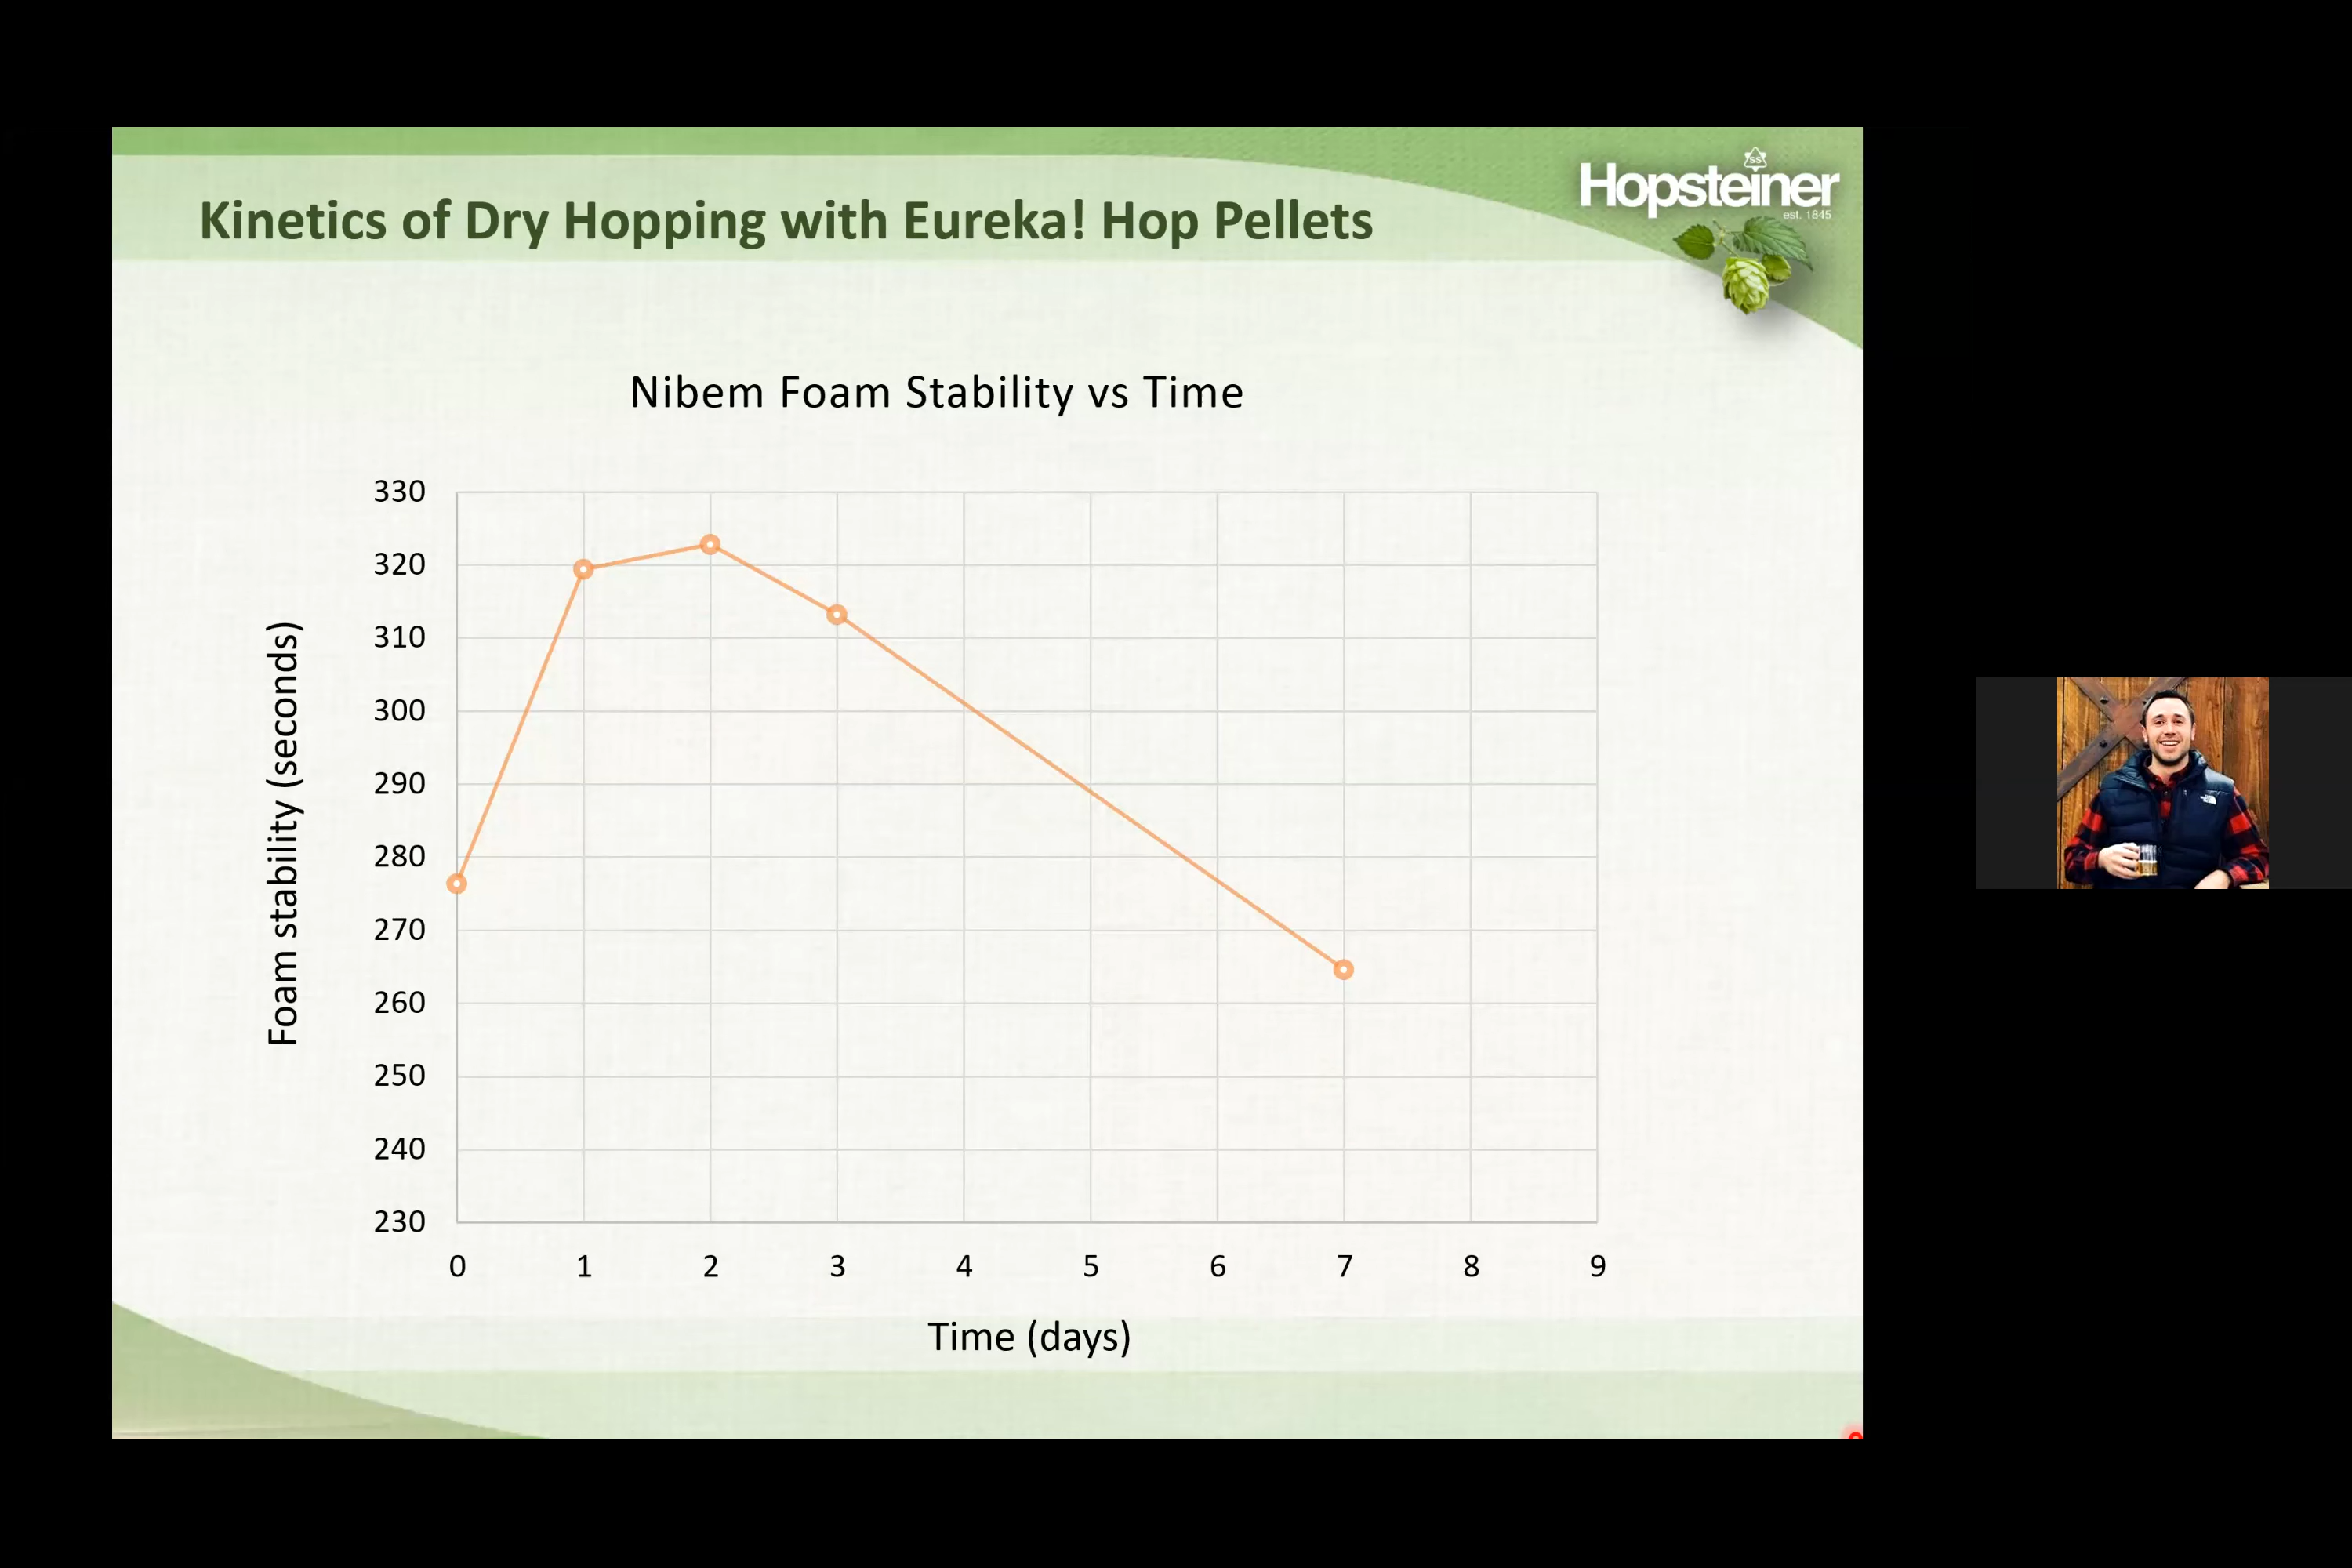 Hopsteiner
SS
est. 1845
Kinetics of Dry Hopping with Eureka! Hop Pellets
Nibem Foam Stability vs Time
Foam stability (seconds)
330
320
310
300
290
280
270
260
250
240
230
0 1 2 3 4 5 6 7 8 9
Time (days)